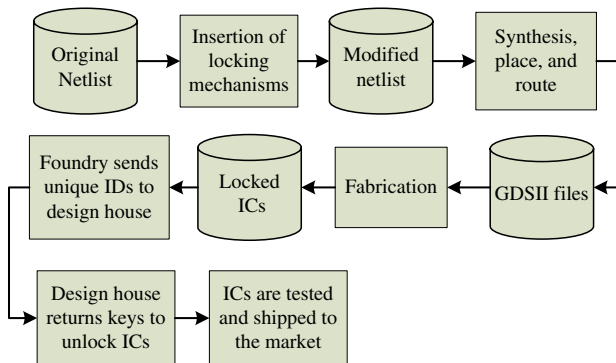 Original
Netlist
Insertion of
locking
mechanisms
Modified
netlist
Synthesis,
place, and
route
Foundry sends
unique IDs to
design house
Locked
ICs
Fabrication
GDSII files
Design house
returns keys to
unlock ICs
ICs are tested
and shipped to
the market